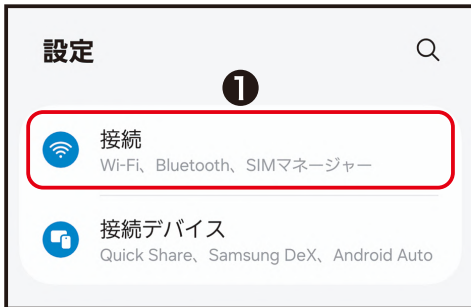 設定
❶
接続
Wi-Fi、Bluetooth、SIMマネージャー
接続デバイス
Quick Share、Samsung DeX、Android Auto